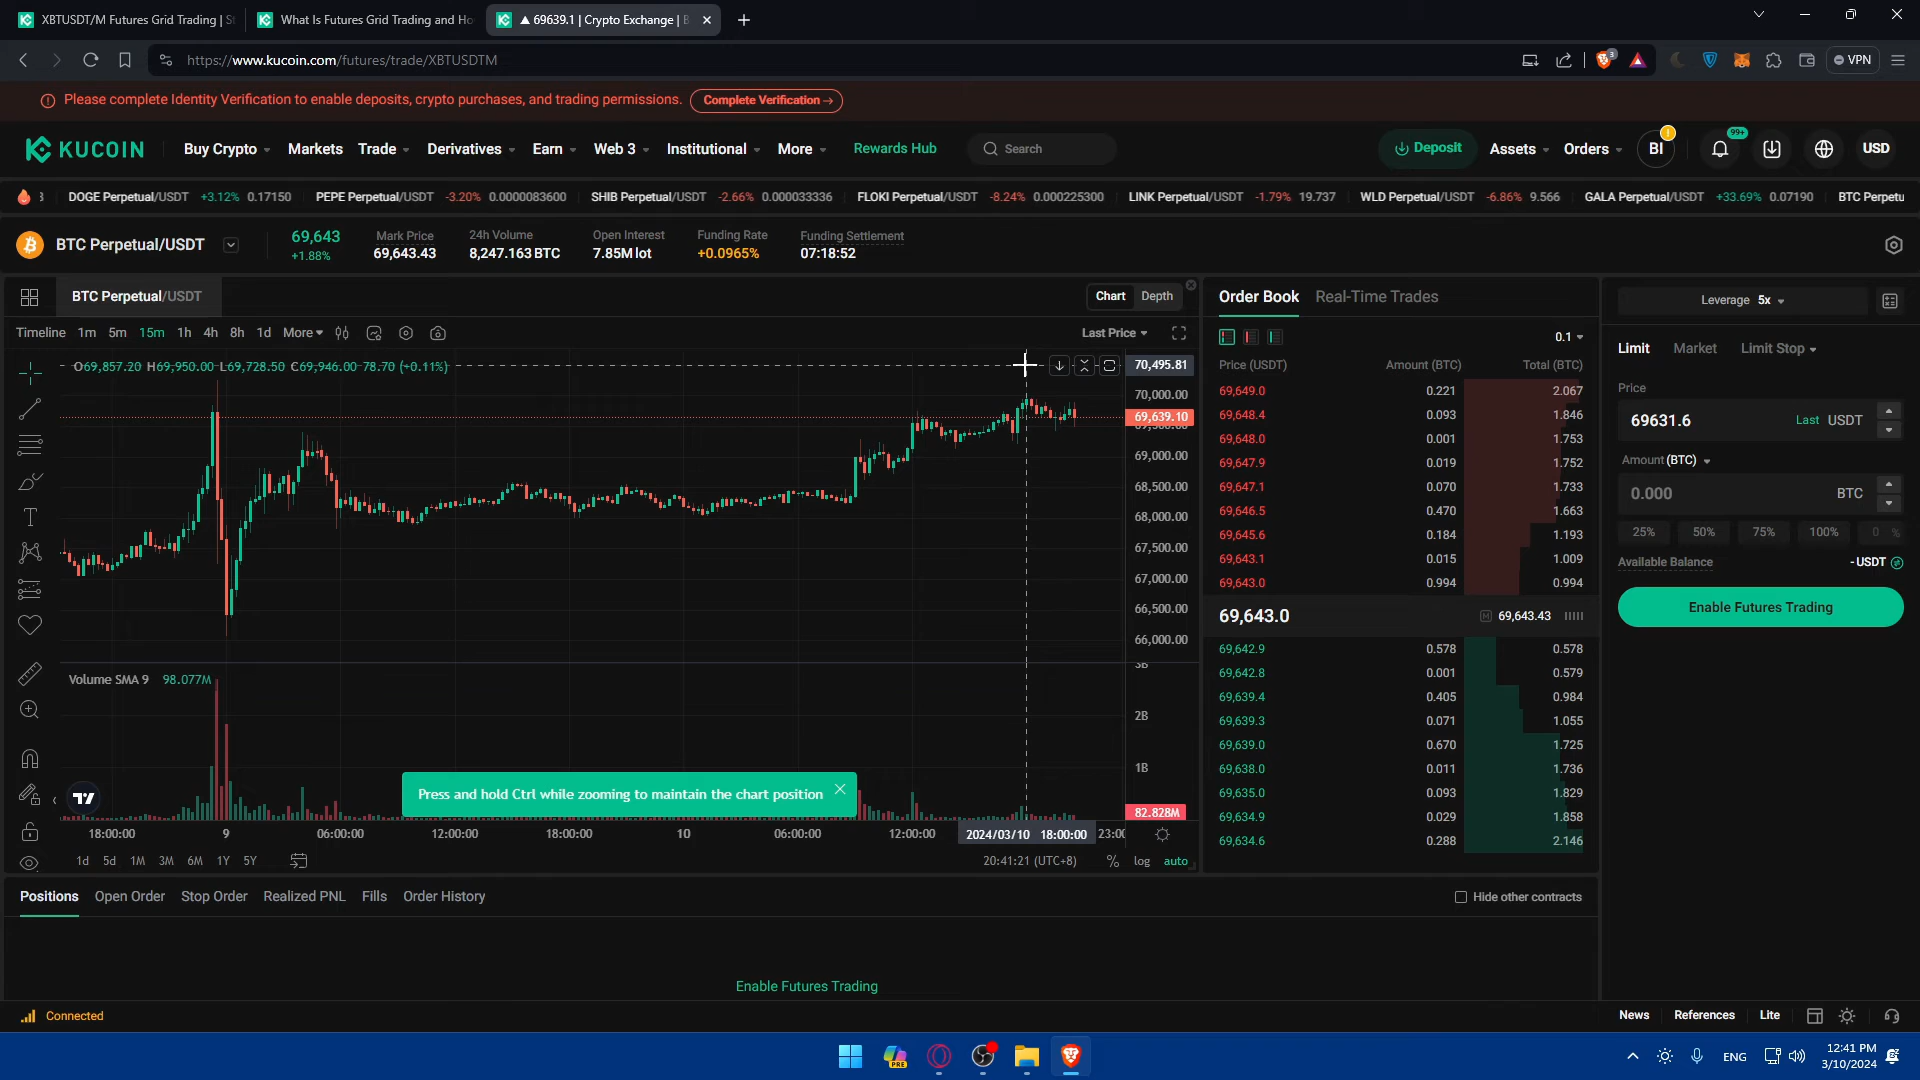 XBTUSDT/M Futures Grid Trading | S
What Is Futures Grid Trading and Ho
▲ 69639.1 | Crypto Exchange | B
https://www.kucoin.com/futures/trade/XBTUSDTM
3
VPN
Please complete Identity Verification to enable deposits, crypto purchases, and trading permissions.
Complete Verification→
KUCOIN
Buy Crypto
Markets
Trade
Derivatives
Earn
Web 3
Institutional
More
Rewards Hub
Search
Deposit
Assets
Orders
BI
99+
USD
DOGE Perpetual/USDT +3.12% 0.17150
PEPE Perpetual/USDT -3.20% 0.0000083600
SHIB Perpetual/USDT -2.66% 0.000033336
FLOKI Perpetual/USDT -8.24% 0.000225300
LINK Perpetual/USDT -1.79% 19.737
WLD Perpetual/USDT -6.86% 9.566
GALA Perpetual/USDT +33.69% 0.07190
BTC Perpetu
BTC Perpetual/USDT
69,643
+1.88%
Mark Price
69,643.43
24h Volume
8,247.163 BTC
Open Interest
7.85M lot
Funding Rate
+0.0965%
Funding Settlement
07:18:52
BTC Perpetual/USDT
Chart
Depth
Timeline 1m 5m 15m 1h 4h 8h 1d More
Last Price
O69,857.20 H69,950.00 L69,728.50 C69,946.00 78.70 (+0.11%)
70,495.81
70,000.00
69,639.10
69,000.00
68,500.00
68,000.00
67,500.00
67,000.00
66,500.00
66,000.00
3B
2B
1B
82.828M
Volume SMA 9 98.077M
Press and hold Ctrl while zooming to maintain the chart position
18:00:00 9 06:00:00 12:00:00 18:00:00 10 06:00:00 12:00:00 2024/03/10 18:00:00 23:00
1d 5d 1M 3M 6M 1Y 5Y
20:41:21 (UTC+8) % log auto
Order Book
Real-Time Trades
0.1
Price (USDT) Amount (BTC) Total (BTC)
69,649.0 0.221 2.067
69,648.4 0.093 1.846
69,648.0 0.001 1.753
69,647.9 0.019 1.752
69,647.1 0.070 1.733
69,646.5 0.470 1.663
69,645.6 0.184 1.193
69,643.1 0.015 1.009
69,643.0 0.994 0.994
69,643.0 M 69,643.43
69,642.9 0.578 0.578
69,642.8 0.001 0.579
69,639.4 0.405 0.984
69,639.3 0.071 1.055
69,639.0 0.670 1.725
69,638.0 0.011 1.736
69,635.0 0.093 1.829
69,634.9 0.029 1.858
69,634.6 0.288 2.146
Leverage 5x
Limit Market Limit Stop
Price
69631.6 Last USDT
Amount (BTC)
0.000 BTC
25% 50% 75% 100% 0 %
Available Balance - USDT
Enable Futures Trading
Positions Open Order Stop Order Realized PNL Fills Order History
Hide other contracts
Enable Futures Trading
Connected
News References Lite
PRE
ENG
12:41 PM
3/10/2024